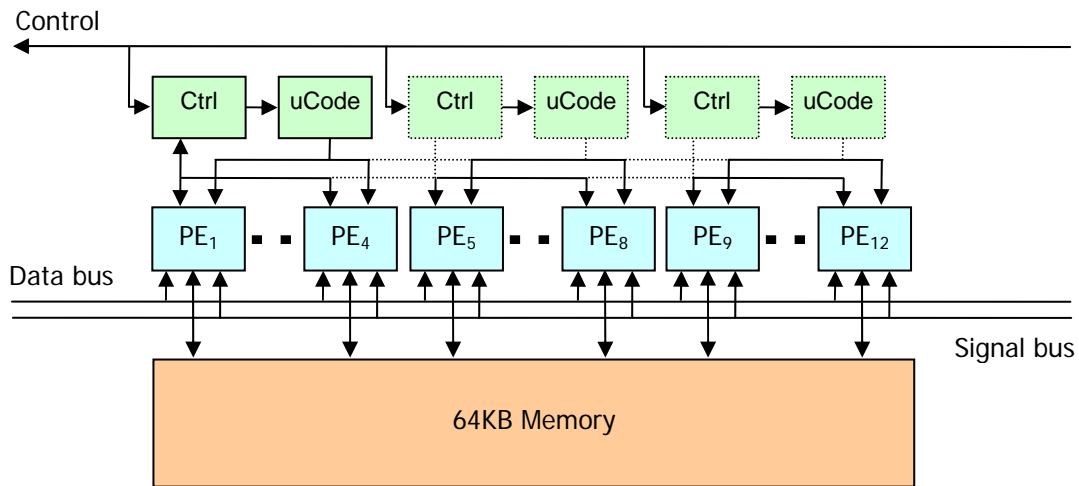 Control
Ctrl uCode Ctrl uCode Ctrl uCode
PE1 PE4 PE5 PE8 PE9 PE12
Data bus
Signal bus
64KB Memory